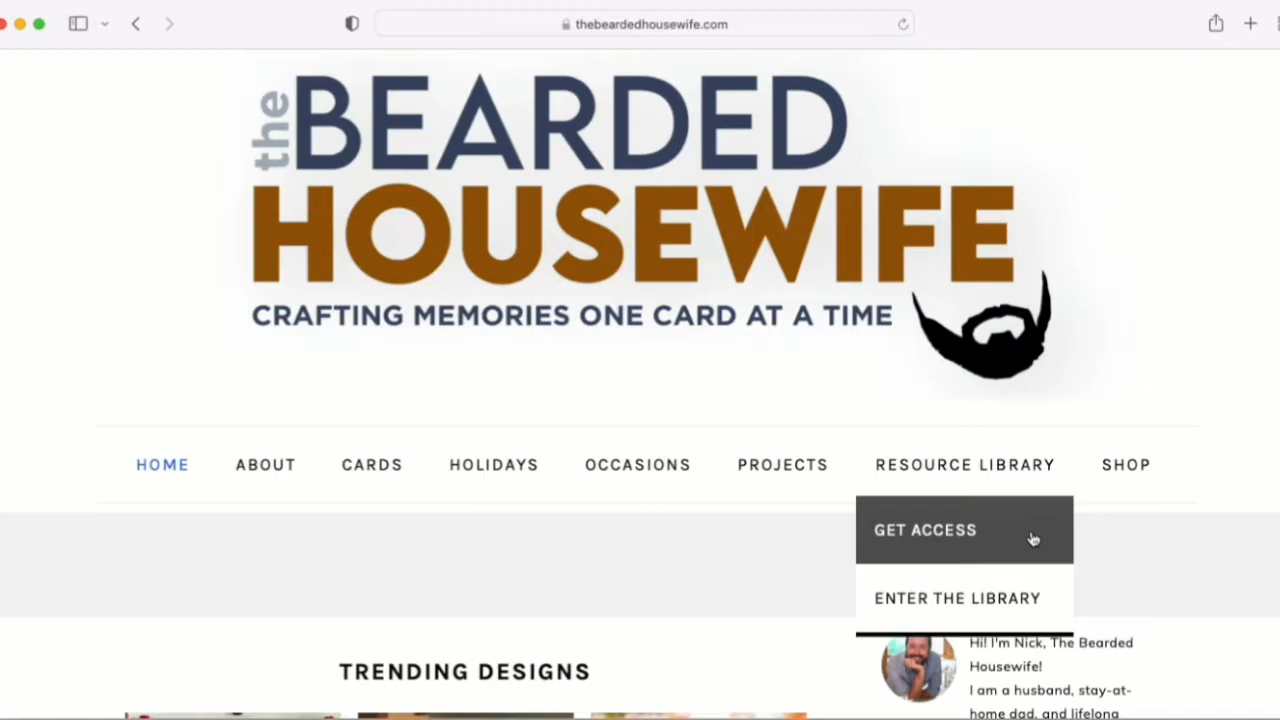 thebeardedhousewife.com
the BEARDED
HOUSEWIFE
CRAFTING MEMORIES ONE CARD AT A TIME
HOME ABOUT CARDS HOLIDAYS OCCASIONS PROJECTS RESOURCE LIBRARY SHOP
GET ACCESS
ENTER THE LIBRARY
TRENDING DESIGNS
Hi! I'm Nick, The Bearded
Housewife!
I am a husband, stay-at-
home dad, and lifelong